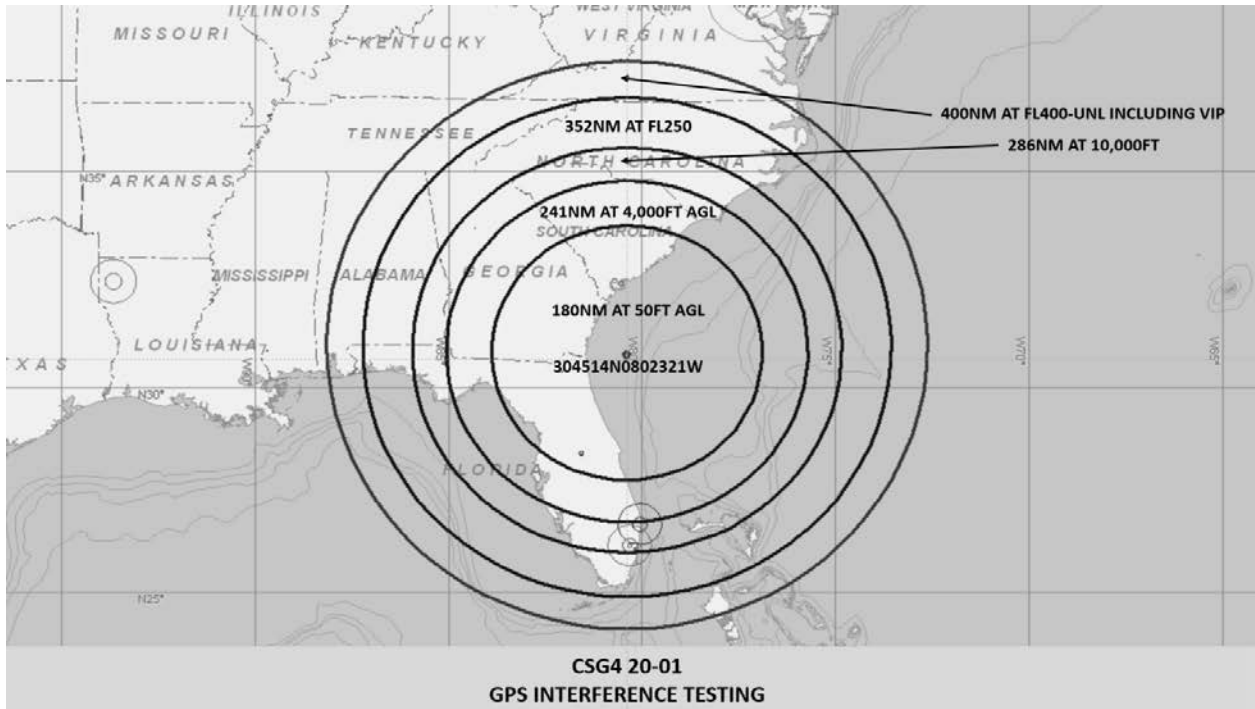 ILLINOIS
WEST VIRGINIA
MISSOURI
KENTUCKY
VIRGINIA
400NM AT FL400-UNL INCLUDING VIP
352NM AT FL250
TENNESSEE
286NM AT 10,000FT
NORTH CAROLINA
N35°
ARKANSAS
241NM AT 4,000FT AGL
SOUTH CAROLINA
MISSISSIPPI
ALABAMA
GEORGIA
180NM AT 50FT AGL
LOUISIANA
XAS
W90°
W85°
W75°
W70°
W65°
304514N0802321W
N30°
FLORIDA
N25°
CSG4 20-01
GPS INTERFERENCE TESTING